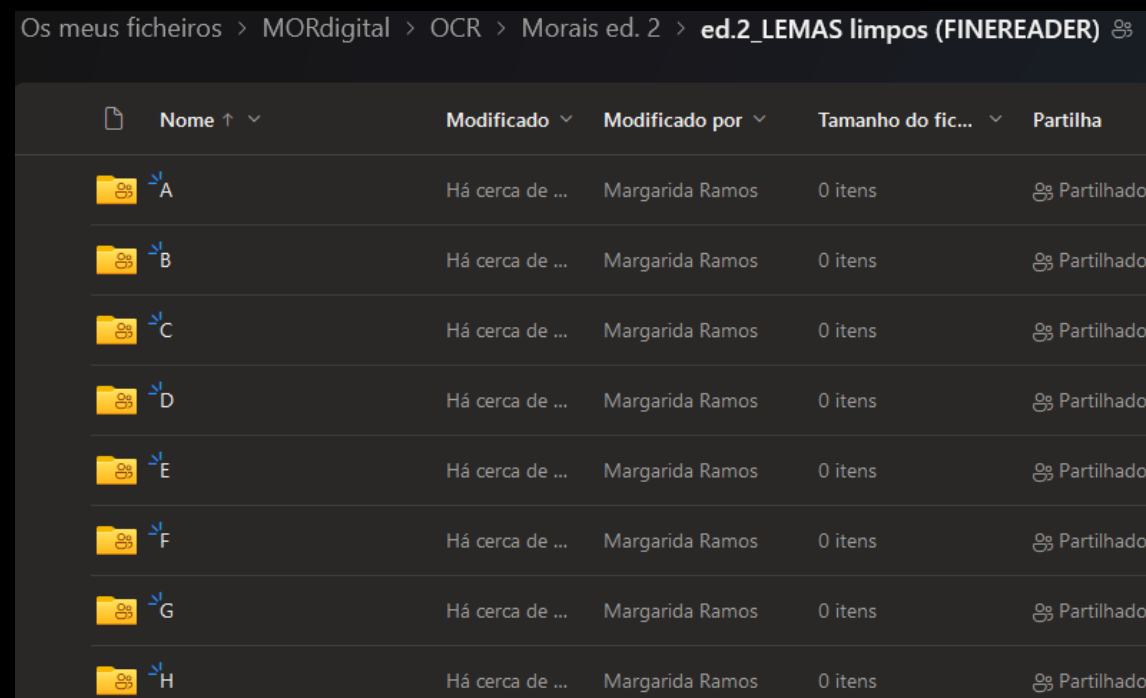 Os meus ficheiros > MORdigital > OCR > Morais ed. 2 > ed.2_LEMAS limpos (FINEREADER)
Nome ↑ Modificado Modificado por Tamanho do fic... Partilha
A Há cerca de ... Margarida Ramos 0 itens Partilhado
B Há cerca de ... Margarida Ramos 0 itens Partilhado
C Há cerca de ... Margarida Ramos 0 itens Partilhado
D Há cerca de ... Margarida Ramos 0 itens Partilhado
E Há cerca de ... Margarida Ramos 0 itens Partilhado
F Há cerca de ... Margarida Ramos 0 itens Partilhado
G Há cerca de ... Margarida Ramos 0 itens Partilhado
H Há cerca de ... Margarida Ramos 0 itens Partilhado